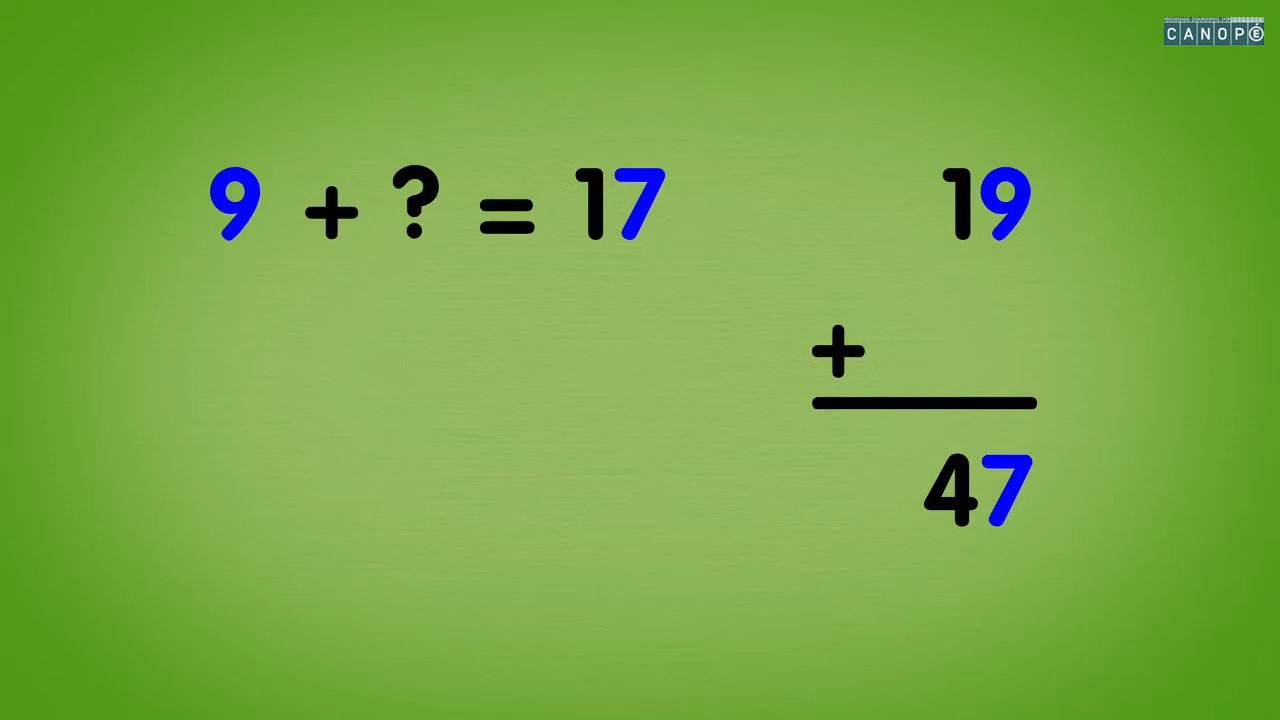 CANOPÉ
9 + ? = 17
19
+
47